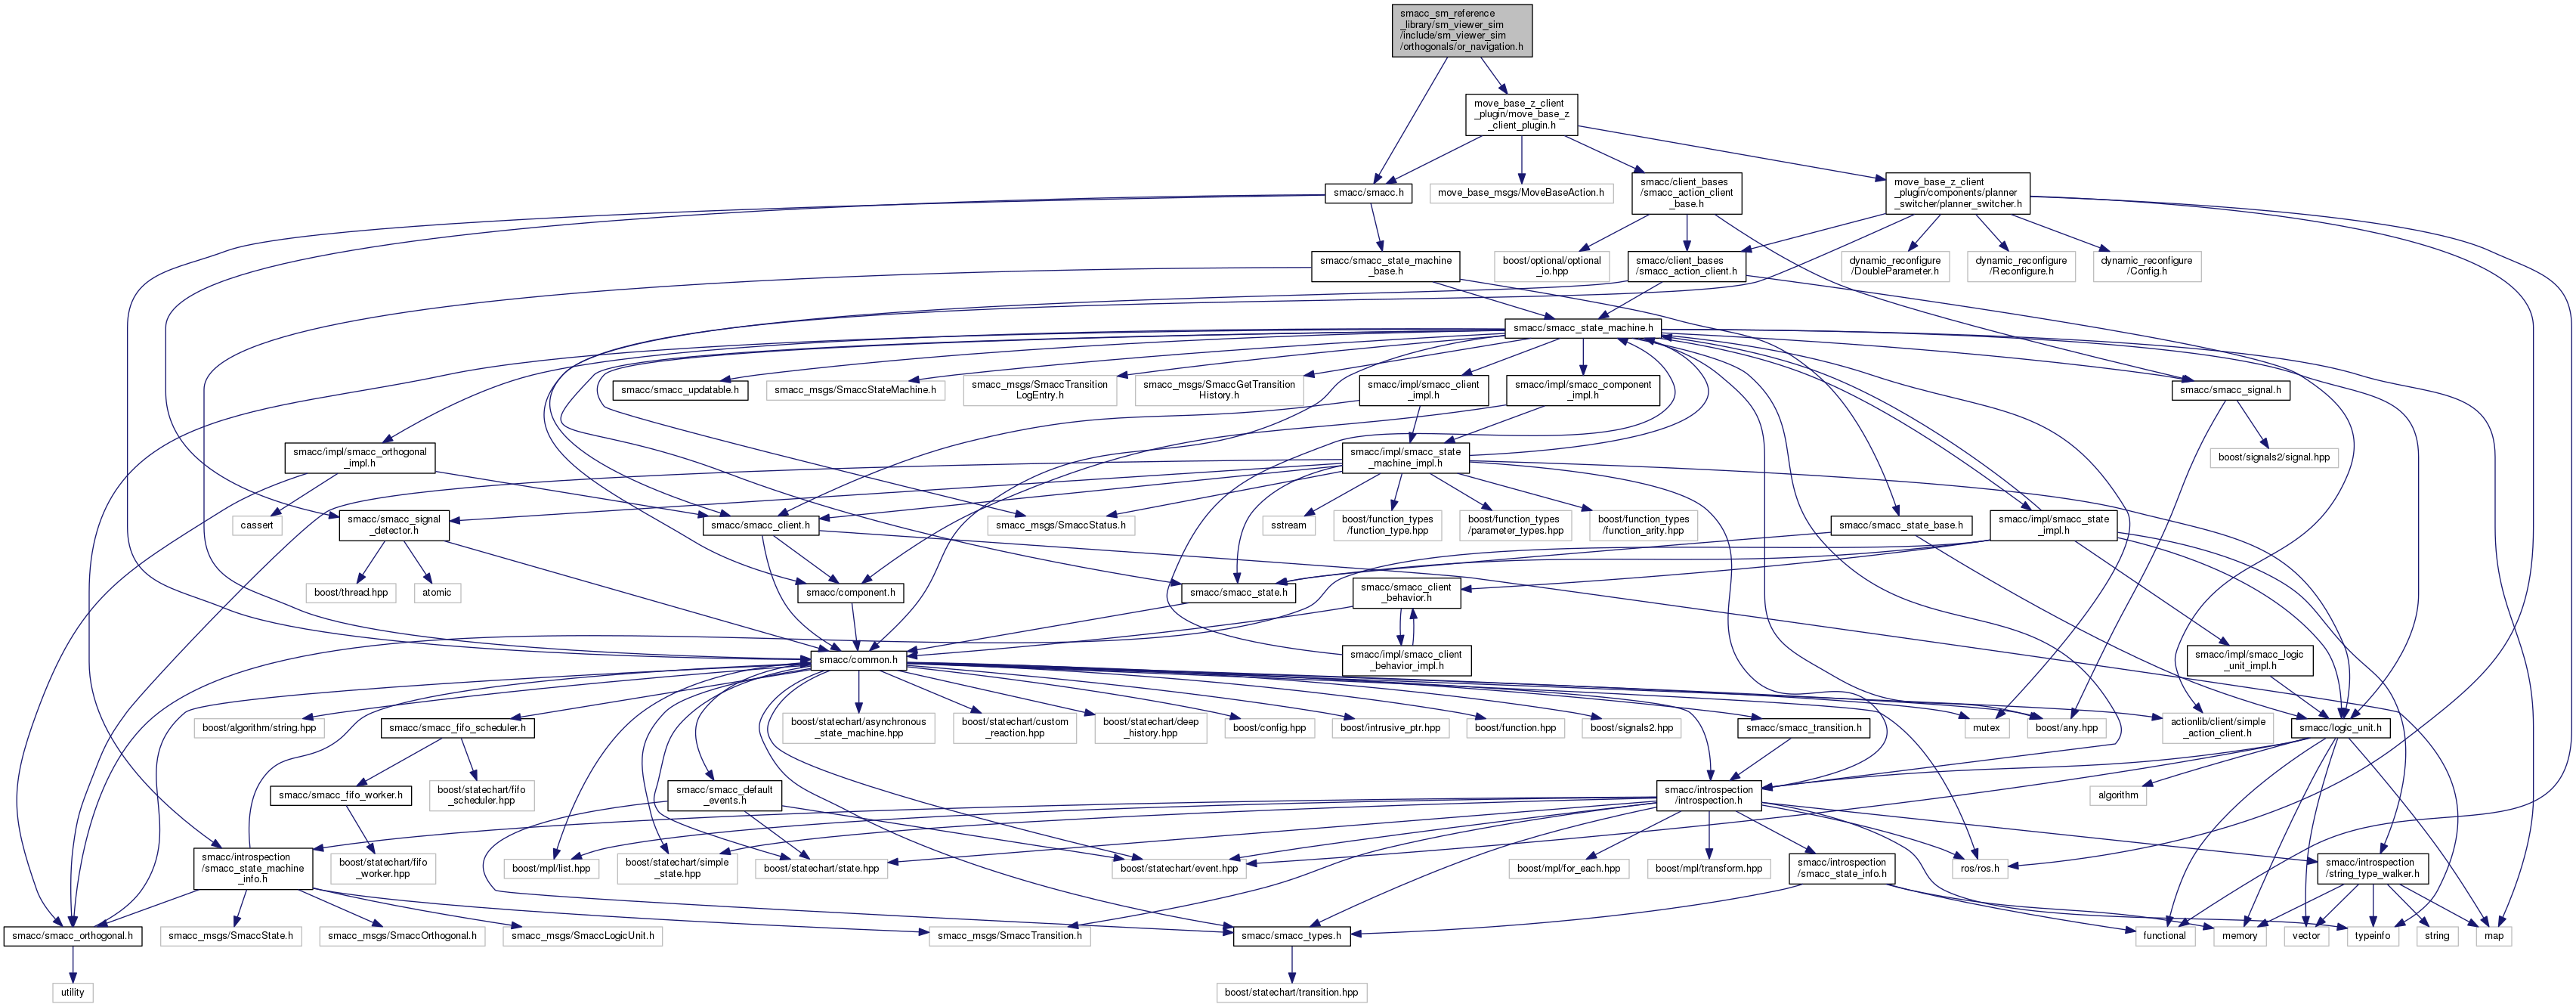 smacc_sm_reference
_library/sm_viewer_sim
/include/sm_viewer_sim
/orthogonals/or_navigation.h
move_base_z_client
_plugin/move_base_z
_client_plugin.h
smacc/smacc.h
move_base_msgs/MoveBaseAction.h
smacc/client_bases
/smacc_action_client
_base.h
move_base_z_client
_plugin/components/planner
_switcher/planner_switcher.h
smacc/smacc_state_machine
_base.h
boost/optional/optional
_io.hpp
smacc/client_bases
/smacc_action_client.h
dynamic_reconfigure
/DoubleParameter.h
dynamic_reconfigure
/Reconfigure.h
dynamic_reconfigure
/Config.h
smacc/smacc_state_machine.h
smacc/smacc_updatable.h
smacc_msgs/SmaccStateMachine.h
smacc_msgs/SmaccTransition
LogEntry.h
smacc_msgs/SmaccGetTransition
History.h
smacc/impl/smacc_client
_impl.h
smacc/impl/smacc_component
_impl.h
smacc/smacc_signal.h
smacc/impl/smacc_orthogonal
_impl.h
smacc/impl/smacc_state
_machine_impl.h
boost/signals2/signal.hpp
cassert
smacc/smacc_signal
_detector.h
smacc/smacc_client.h
smacc_msgs/SmaccStatus.h
sstream
boost/function_types
/function_type.hpp
boost/function_types
/parameter_types.hpp
boost/function_types
/function_arity.hpp
smacc/smacc_state_base.h
smacc/impl/smacc_state
_impl.h
boost/thread.hpp
atomic
smacc/component.h
smacc/smacc_state.h
smacc/smacc_client
_behavior.h
smacc/common.h
smacc/impl/smacc_client
_behavior_impl.h
smacc/impl/smacc_logic
_unit_impl.h
boost/algorithm/string.hpp
smacc/smacc_fifo_scheduler.h
boost/statechart/asynchronous
_state_machine.hpp
boost/statechart/custom
_reaction.hpp
boost/statechart/deep
_history.hpp
boost/config.hpp
boost/intrusive_ptr.hpp
boost/function.hpp
boost/signals2.hpp
smacc/smacc_transition.h
mutex
boost/any.hpp
actionlib/client/simple
_action_client.h
smacc/logic_unit.h
smacc/smacc_fifo_worker.h
boost/statechart/fifo
_scheduler.hpp
smacc/smacc_default
_events.h
smacc/introspection
/introspection.h
algorithm
smacc/introspection
/smacc_state_machine
_info.h
boost/statechart/fifo
_worker.hpp
boost/mpl/list.hpp
boost/statechart/simple
_state.hpp
boost/statechart/state.hpp
boost/statechart/event.hpp
boost/mpl/for_each.hpp
boost/mpl/transform.hpp
smacc/introspection
/smacc_state_info.h
ros/ros.h
smacc/introspection
/string_type_walker.h
smacc/smacc_orthogonal.h
smacc_msgs/SmaccState.h
smacc_msgs/SmaccOrthogonal.h
smacc_msgs/SmaccLogicUnit.h
smacc_msgs/SmaccTransition.h
smacc/smacc_types.h
functional
memory
vector
typeinfo
string
map
utility
boost/statechart/transition.hpp